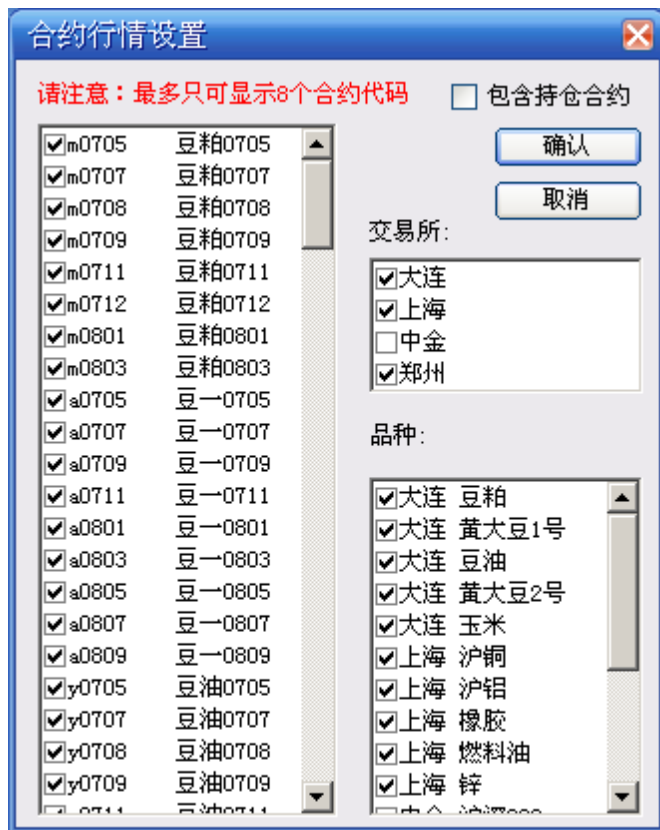 合约行情设置
请注意：最多只可显示8个合约代码
包含持仓合约
m0705 豆粕0705
m0707 豆粕0707
m0708 豆粕0708
m0709 豆粕0709
m0711 豆粕0711
m0712 豆粕0712
m0801 豆粕0801
m0803 豆粕0803
a0705 豆一0705
a0707 豆一0707
a0709 豆一0709
a0711 豆一0711
a0801 豆一0801
a0803 豆一0803
a0805 豆一0805
a0807 豆一0807
a0809 豆一0809
y0705 豆油0705
y0707 豆油0707
y0708 豆油0708
y0709 豆油0709
确认
取消
交易所:
大连
上海
中金
郑州
品种:
大连 豆粕
大连 黄大豆1号
大连 豆油
大连 黄大豆2号
大连 玉米
上海 沪铜
上海 沪铝
上海 橡胶
上海 燃料油
上海 锌